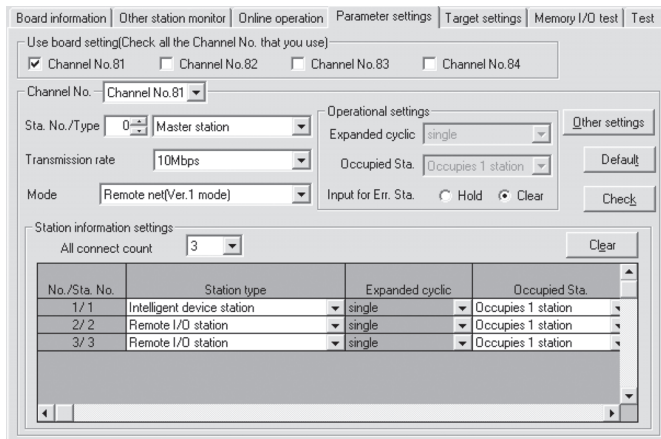 Board information Other station monitor Online operation Parameter settings Target settings Memory I/O test Test
Use board setting(Check all the Channel No. that you use)
Channel No.81 Channel No.82 Channel No.83 Channel No.84
Channel No. Channel No.81
Operational settings
Sta. No./Type 0 Master station Expanded cyclic single Other settings
Transmission rate 10Mbps Occupied Sta. Occupies 1 station Default
Mode Remote net(Ver.1 mode) Input for Err. Sta. Hold Clear Check
Station information settings
All connect count 3 Clear
No./Sta. No. Station type Expanded cyclic Occupied Sta.
1/ 1 Intelligent device station single Occupies 1 station
2/ 2 Remote I/O station single Occupies 1 station
3/ 3 Remote I/O station single Occupies 1 station